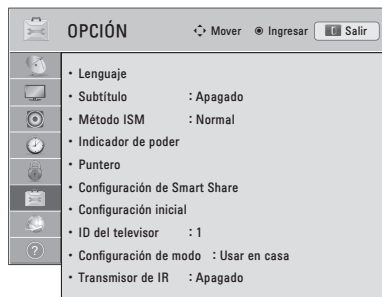 OPCIÓN Mover Ingresar Salir
• Lenguaje
• Subtítulo : Apagado
• Método ISM : Normal
• Indicador de poder
• Puntero
• Configuración de Smart Share
• Configuración inicial
• ID del televisor : 1
• Configuración de modo : Usar en casa
• Transmisor de IR : Apagado
?